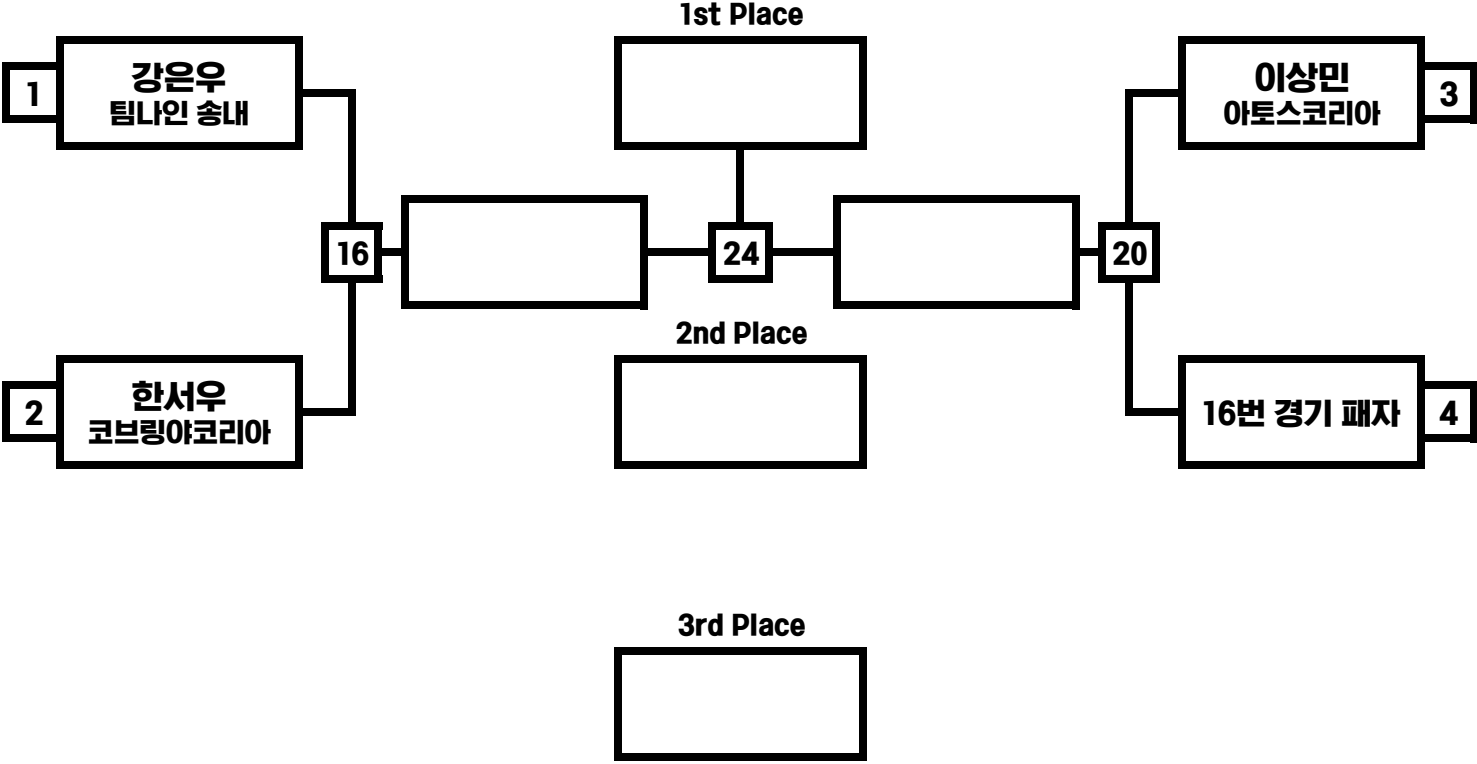 1st Place
1
강은우
팀나인 송내
이상민
아토스코리아
3
16
24
20
2nd Place
2
한서우
코브링야코리아
16번 경기 패자
4
3rd Place